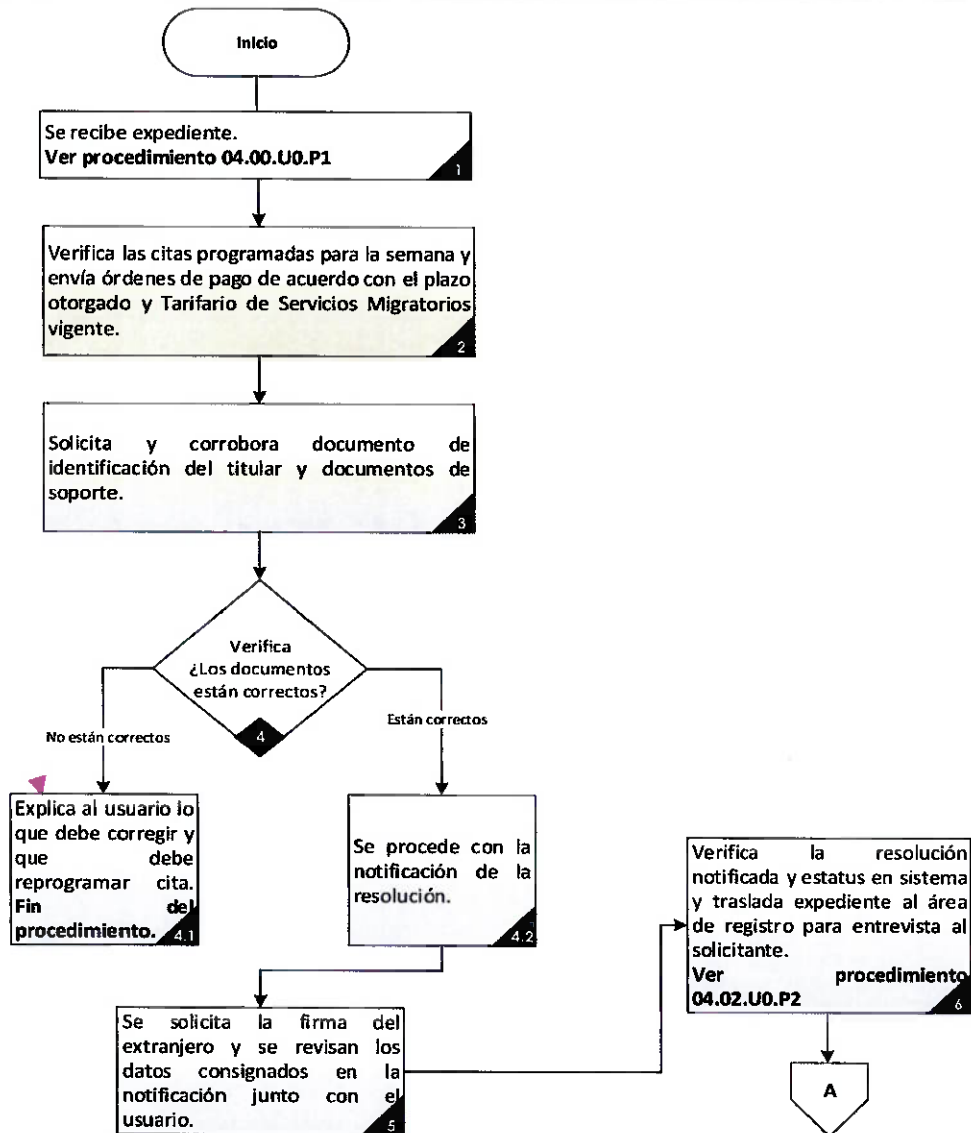 Inicio
Se recibe expediente.
Ver procedimiento 04.00.U0.P1
1
Verifica las citas programadas para la semana y
envía órdenes de pago de acuerdo con el plazo
otorgado y Tarifario de Servicios Migratorios
vigente.
2
Solicita y corrobora documento de
identificación del titular y documentos de
soporte.
3
Verifica
¿Los documentos
están correctos?
4
No están correctos
Están correctos
Explica al usuario lo
que debe corregir y
que debe
reprogramar cita.
Fin del
procedimiento.
4.1
Se procede con la
notificación de la
resolución.
4.2
Se solicita la firma del
extranjero y se revisan los
datos consignados en la
notificación junto con el
usuario.
5
Verifica la resolución
notificada y estatus en sistema
y traslada expediente al área
de registro para entrevista al
solicitante.
Ver procedimiento
04.02.U0.P2
6
A